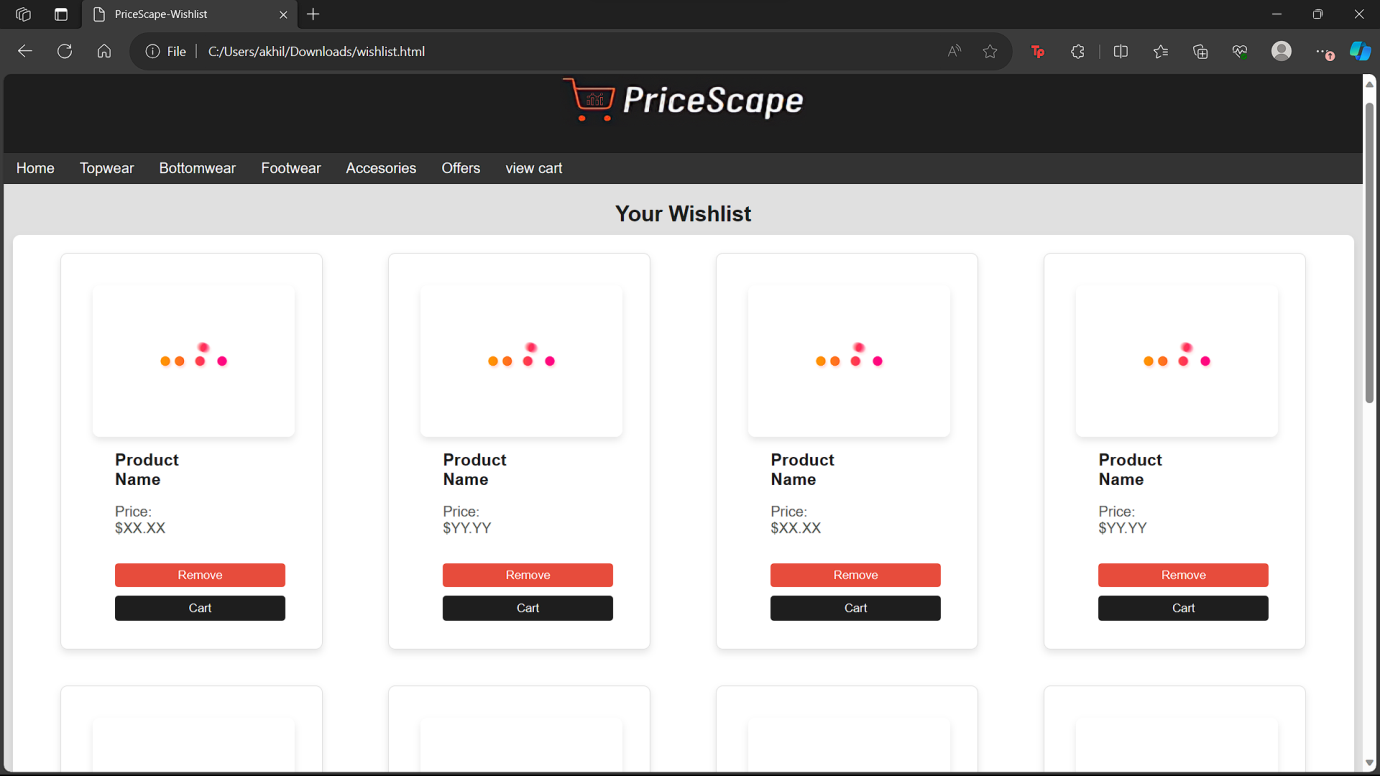 PriceScape-Wishlist
File C:/Users/akhil/Downloads/wishlist.html
PriceScape
Home Topwear Bottomwear Footwear Accesories Offers view cart
Your Wishlist
Product
Name
Price:
$XX.XX
Remove
Cart
Product
Name
Price:
$YY.YY
Remove
Cart
Product
Name
Price:
$XX.XX
Remove
Cart
Product
Name
Price:
$YY.YY
Remove
Cart